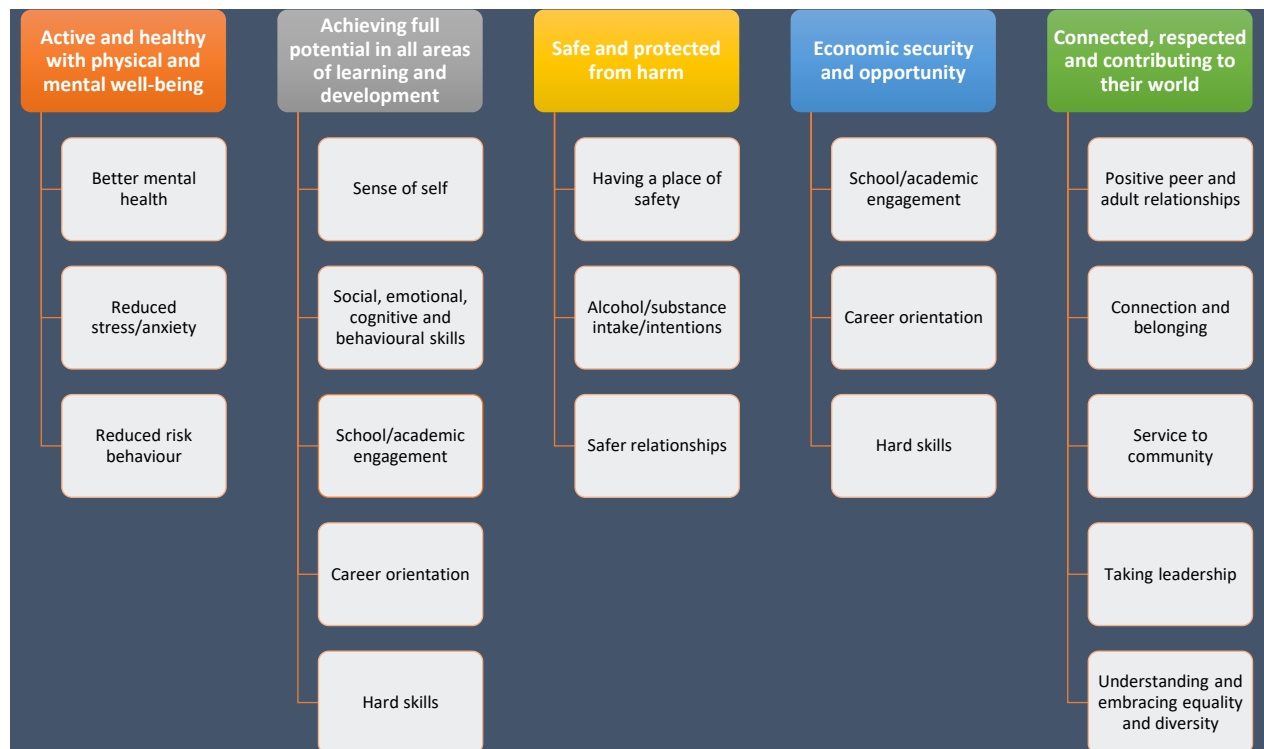 Active and healthy
with physical and
mental well-being
Better mental
health
Reduced
stress/anxiety
Reduced risk
behaviour
Achieving full
potential in all areas
of learning and
development
Sense of self
Social, emotional,
cognitive and
behavioural skills
School/academic
engagement
Career orientation
Hard skills
Safe and protected
from harm
Having a place of
safety
Alcohol/substance
intake/intentions
Safer relationships
Economic security
and opportunity
School/academic
engagement
Career orientation
Hard skills
Connected, respected
and contributing to
their world
Positive peer and
adult relationships
Connection and
belonging
Service to
community
Taking leadership
Understanding and
embracing equality
and diversity